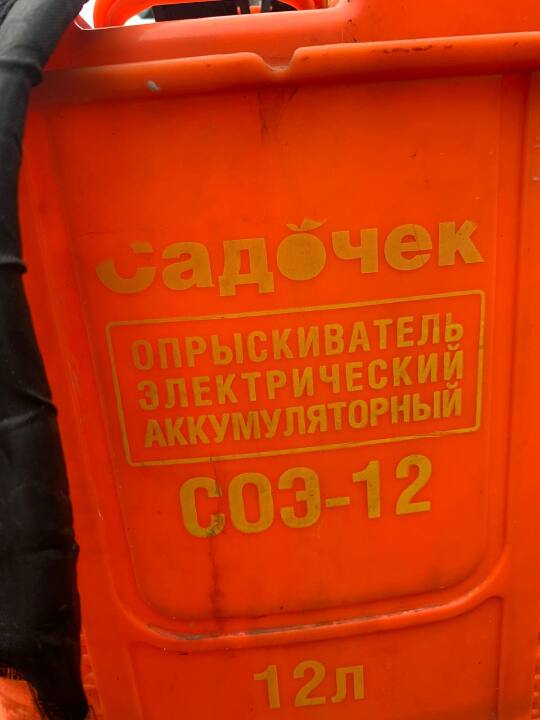 Садочек
ОПРЫСКИВАТЕЛЬ
ЭЛЕКТРИЧЕСКИЙ
АККУМУЛЯТОРНЫЙ
СОЭ-12
12л